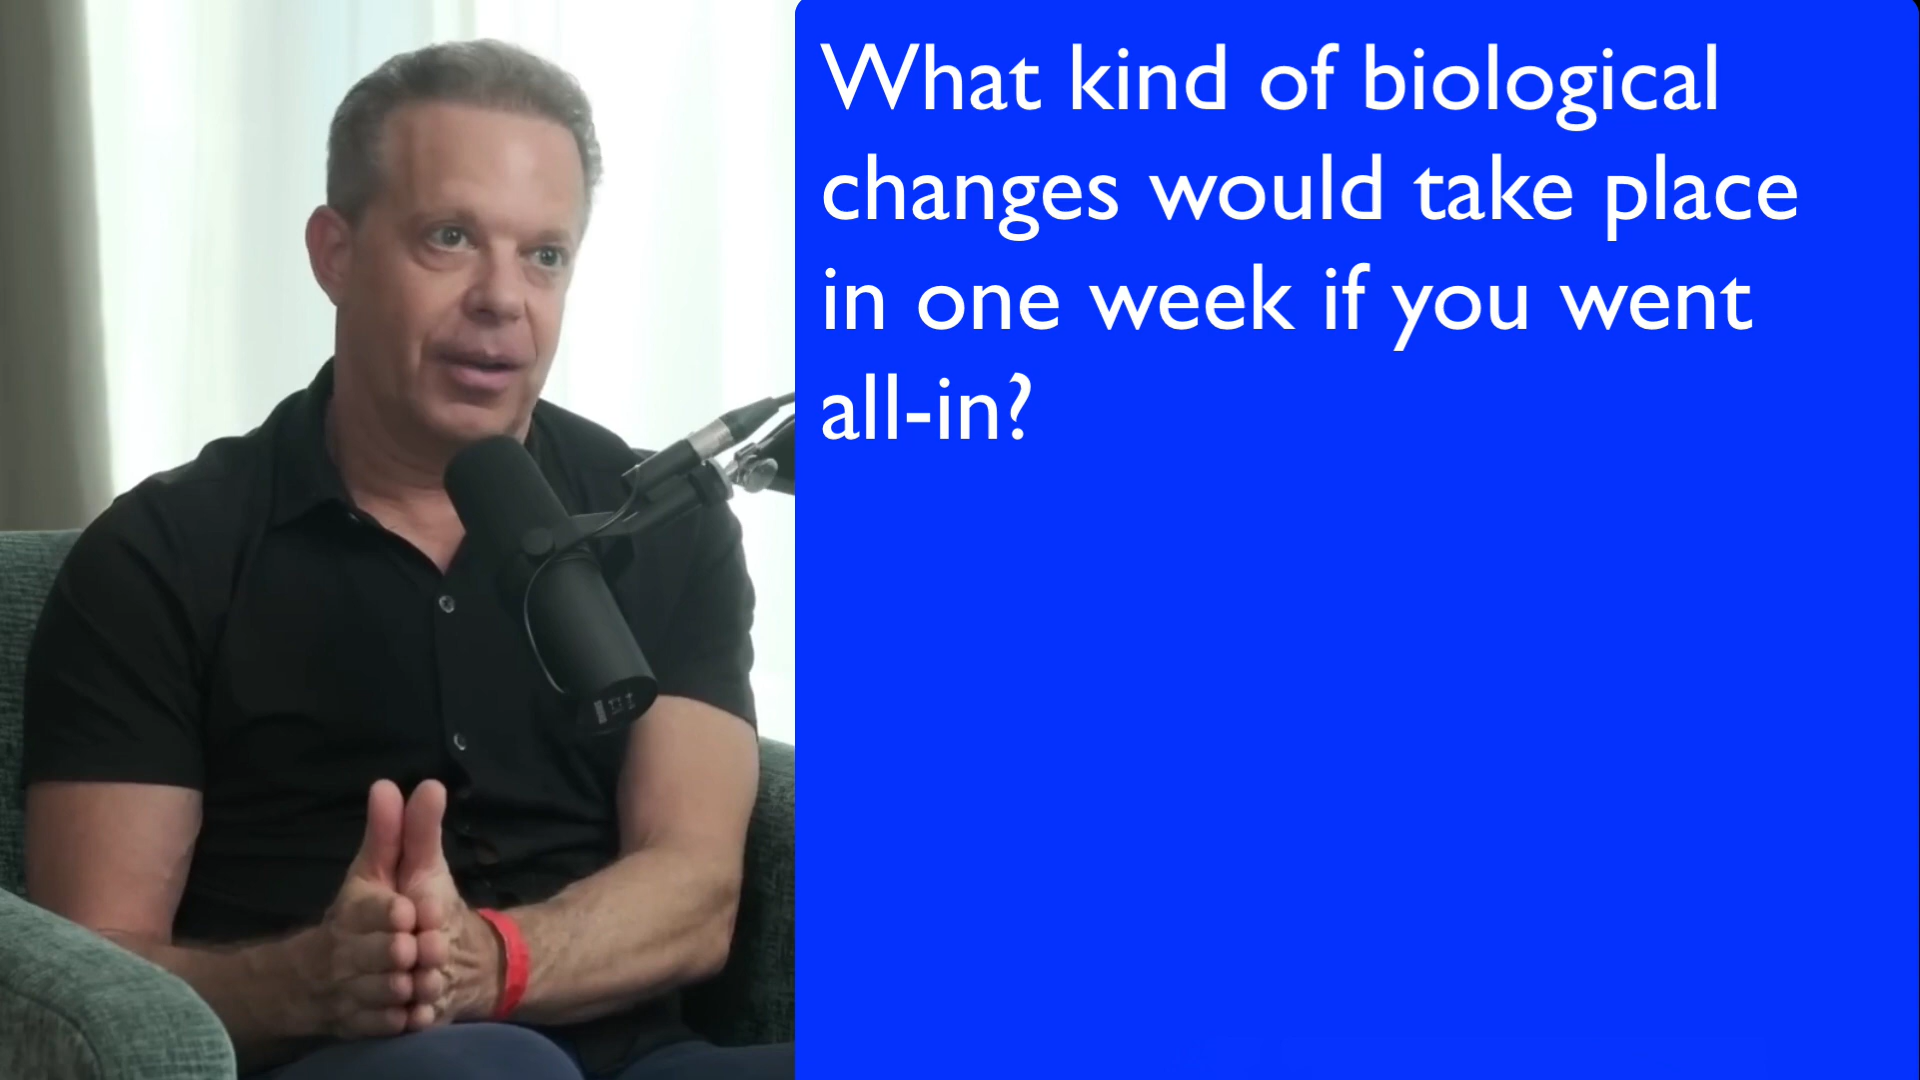 What kind of biological
changes would take place
in one week if you went
all-in?